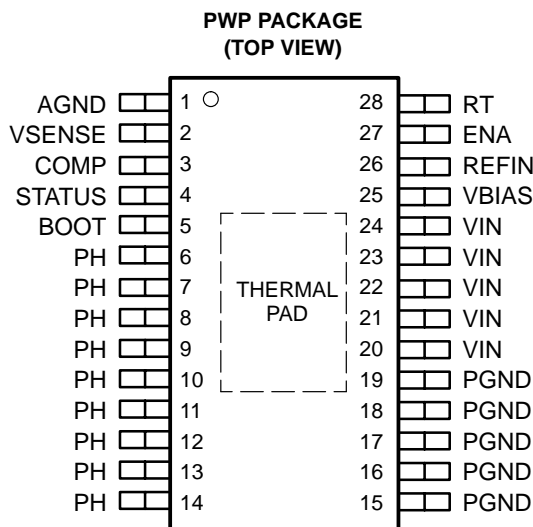 PWP PACKAGE
(TOP VIEW)
AGND 1 28 RT
VSENSE 2 27 ENA
COMP 3 26 REFIN
STATUS 4 25 VBIAS
BOOT 5 24 VIN
PH 6 23 VIN
PH 7 22 VIN
PH 8 21 VIN
PH 9 20 VIN
PH 10 19 PGND
PH 11 18 PGND
PH 12 17 PGND
PH 13 16 PGND
PH 14 15 PGND
THERMAL
PAD